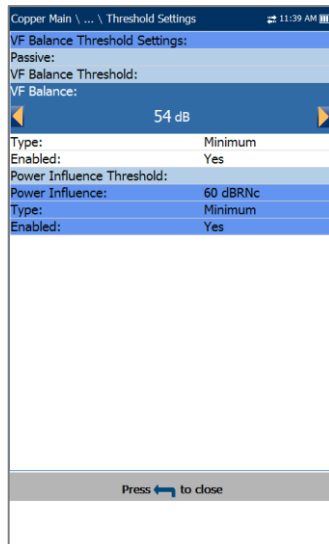 Copper Main \ ... \ Threshold Settings 11:39 AM
VF Balance Threshold Settings:
Passive:
VF Balance Threshold:
VF Balance:
54 dB
Type: Minimum
Enabled: Yes
Power Influence Threshold:
Power Influence: 60 dBRNc
Type: Minimum
Enabled: Yes
Press to close